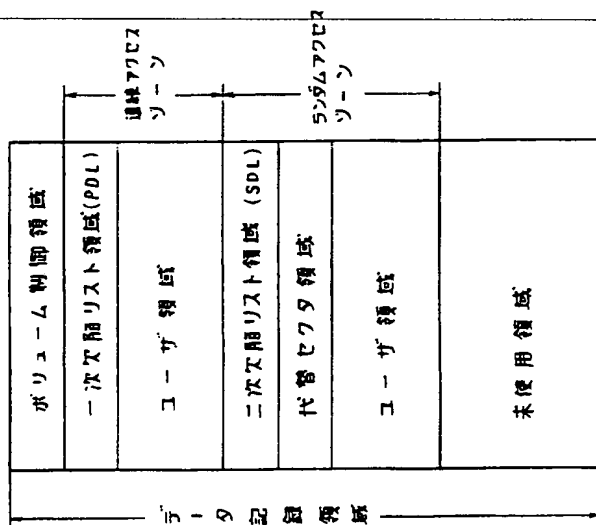 ボリューム制御領域
一次欠陥リスト領域(PDL)
ユーザ領域
二次欠陥リスト領域(SDL)
代替セクタ領域
ユーザ領域
未使用領域
連続アクセス
ゾーン
ランダムアクセス
ゾーン
データ記録領域